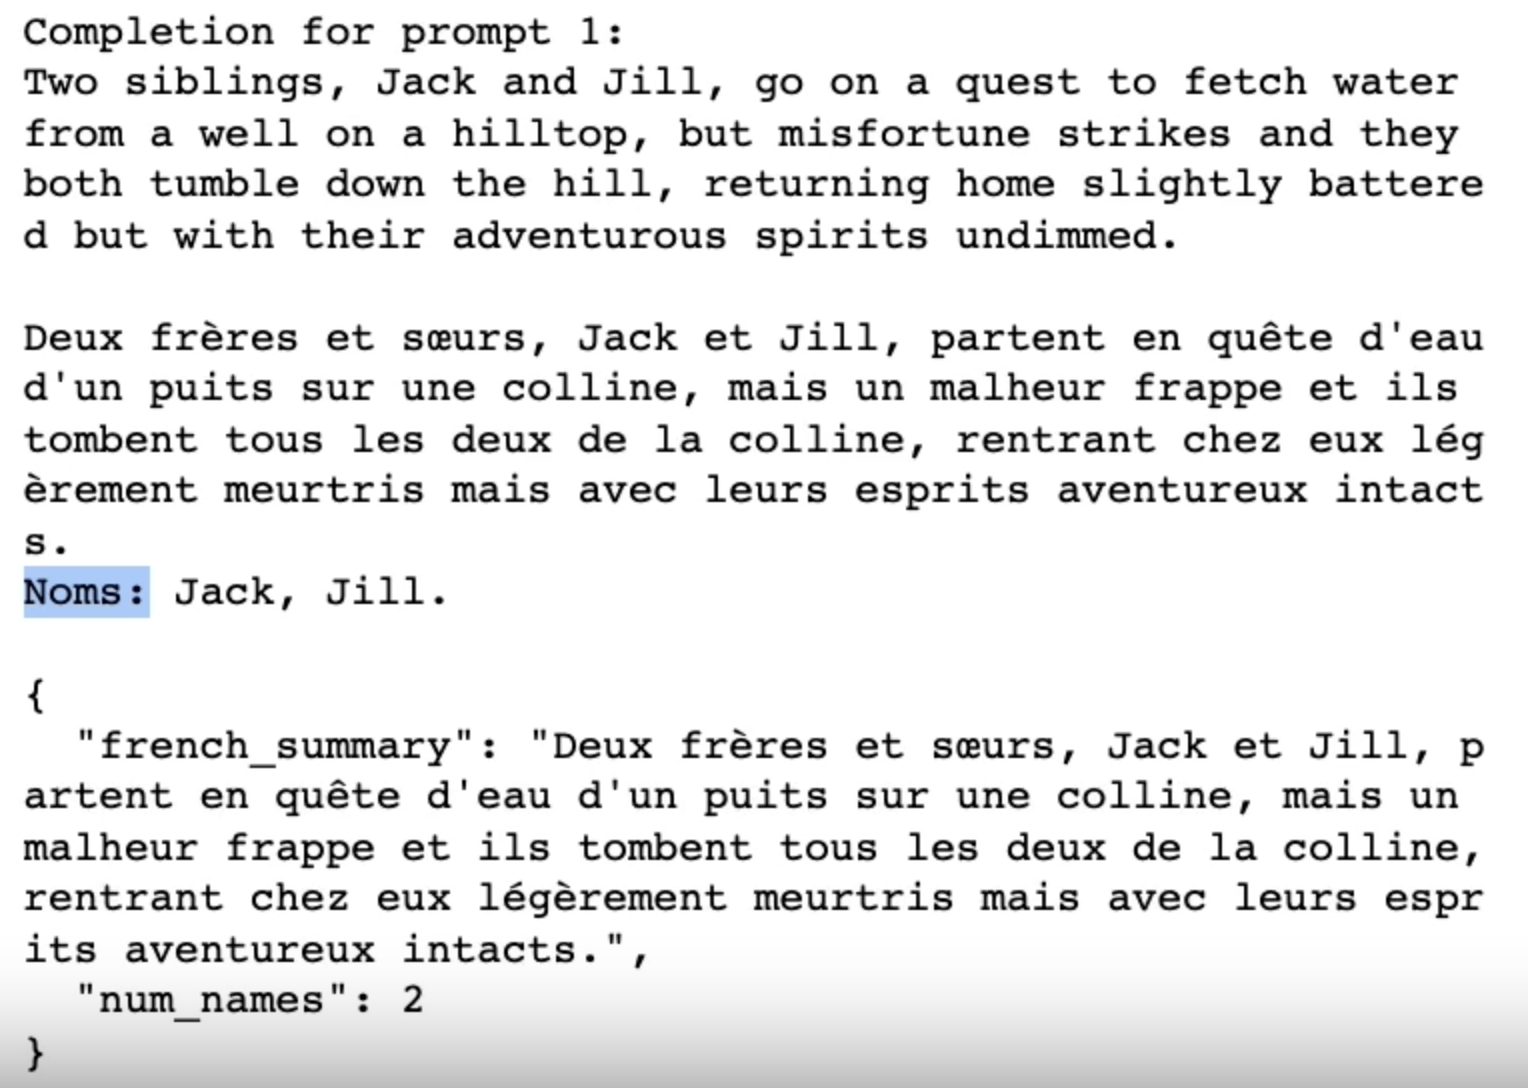 Completion for prompt 1:
Two siblings, Jack and Jill, go on a quest to fetch water
from a well on a hilltop, but misfortune strikes and they
both tumble down the hill, returning home slightly battere
d but with their adventurous spirits undimmed.

Deux frères et sœurs, Jack et Jill, partent en quête d'eau
d'un puits sur une colline, mais un malheur frappe et ils
tombent tous les deux de la colline, rentrant chez eux lég
èrement meurtris mais avec leurs esprits aventureux intact
s.
Noms: Jack, Jill.

{
  "french_summary": "Deux frères et sœurs, Jack et Jill, p
artent en quête d'eau d'un puits sur une colline, mais un
malheur frappe et ils tombent tous les deux de la colline,
rentrant chez eux légèrement meurtris mais avec leurs espr
its aventureux intacts.",
  "num_names": 2
}